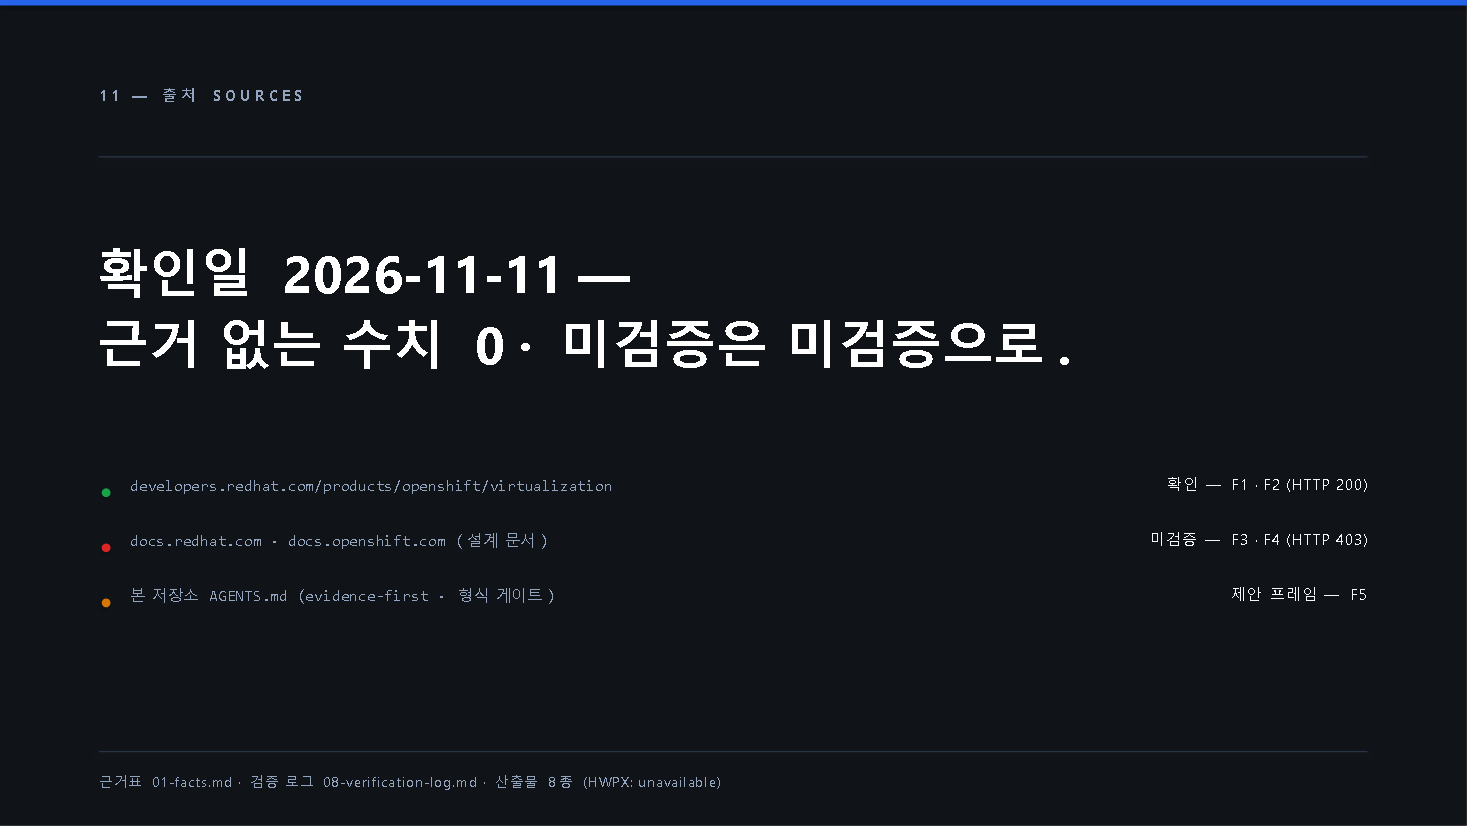 11 — 출처 SOURCES
확인일 2026-11-11 —
근거 없는 수치 0 · 미검증은 미검증으로.
developers.redhat.com/products/openshift/virtualization
확인 — F1 · F2 (HTTP 200)
docs.redhat.com · docs.openshift.com (설계 문서)
미검증 — F3 · F4 (HTTP 403)
본 저장소 AGENTS.md (evidence-first · 형식 게이트)
제안 프레임 — F5
근거표 01-facts.md · 검증 로그 08-verification-log.md · 산출물 8종 (HWPX: unavailable)